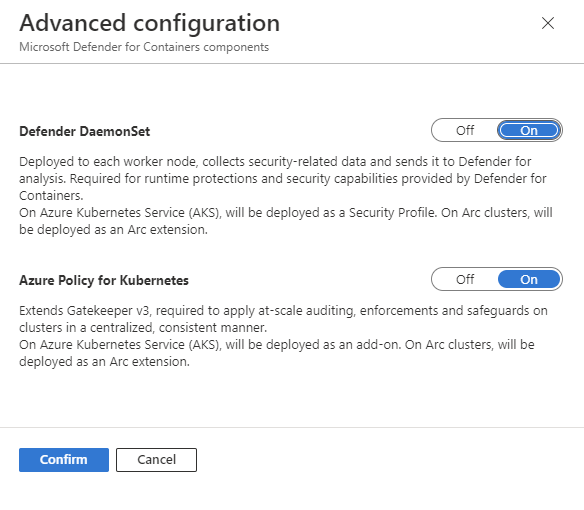 Advanced configuration
Microsoft Defender for Containers components
Defender DaemonSet
Off On
Deployed to each worker node, collects security-related data and sends it to Defender for
analysis. Required for runtime protections and security capabilities provided by Defender for
Containers.
On Azure Kubernetes Service (AKS), will be deployed as a Security Profile. On Arc clusters, will
be deployed as an Arc extension.
Azure Policy for Kubernetes
Off On
Extends Gatekeeper v3, required to apply at-scale auditing, enforcements and safeguards on
clusters in a centralized, consistent manner.
On Azure Kubernetes Service (AKS), will be deployed as an add-on. On Arc clusters, will be
deployed as an Arc extension.
Confirm Cancel